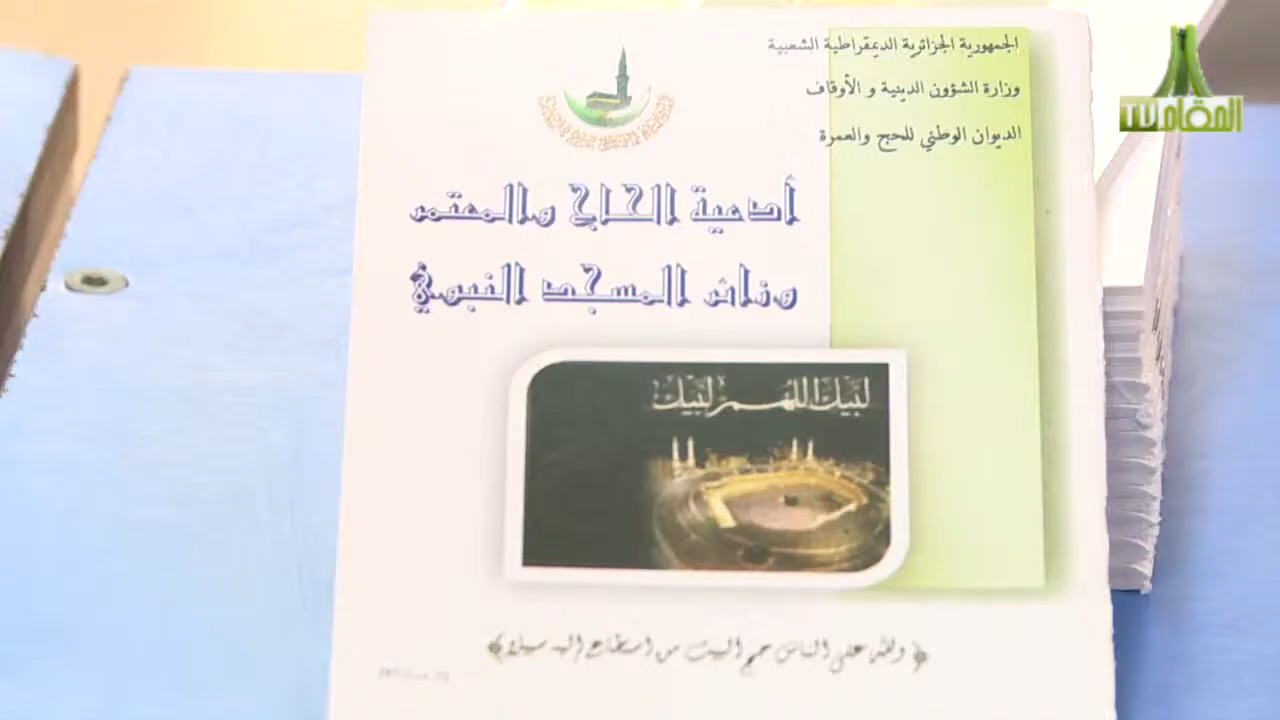 الجمهورية الجزائرية الديمقراطية الشعبية
وزارة الشؤون الدينية و الأوقاف
الديوان الوطني للحج والعمرة
المقام TV
أدعية الحاج والمعتمر
وزائر المسجد النبوي
لبيك اللهم لبيك
﴿ ولله على الناس حج البيت من استطاع إليه سبيلا ﴾